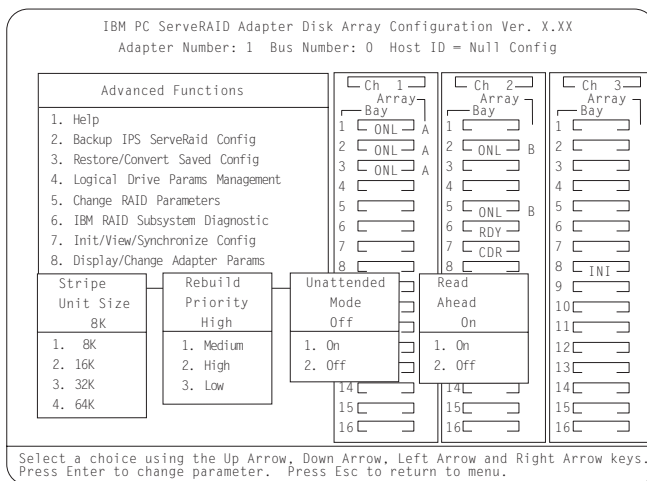 IBM PC ServeRAID Adapter Disk Array Configuration Ver. X.XX
Adapter Number: 1 Bus Number: 0 Host ID = Null Config
Advanced Functions
1. Help
2. Backup IPS ServeRaid Config
3. Restore/Convert Saved Config
4. Logical Drive Params Management
5. Change RAID Parameters
6. IBM RAID Subsystem Diagnostic
7. Init/View/Synchronize Config
8. Display/Change Adapter Params
Stripe
Unit Size
8K
1. 8K
2. 16K
3. 32K
4. 64K
Rebuild
Priority
High
1. Medium
2. High
3. Low
Unattended
Mode
Off
1. On
2. Off
Read
Ahead
On
1. On
2. Off
Ch 1
Array
Bay
1 ONL A
2 ONL A
3 ONL A
4
5
6
7
8
14
15
16
Ch 2
Array
Bay
1
2 ONL B
3
4
5 ONL B
6 RDY
7 CDR
8
14
15
16
Ch 3
Array
Bay
1
2
3
4
5
6
7
8 INI
9
10
11
12
13
14
15
16
Select a choice using the Up Arrow, Down Arrow, Left Arrow and Right Arrow keys.
Press Enter to change parameter. Press Esc to return to menu.